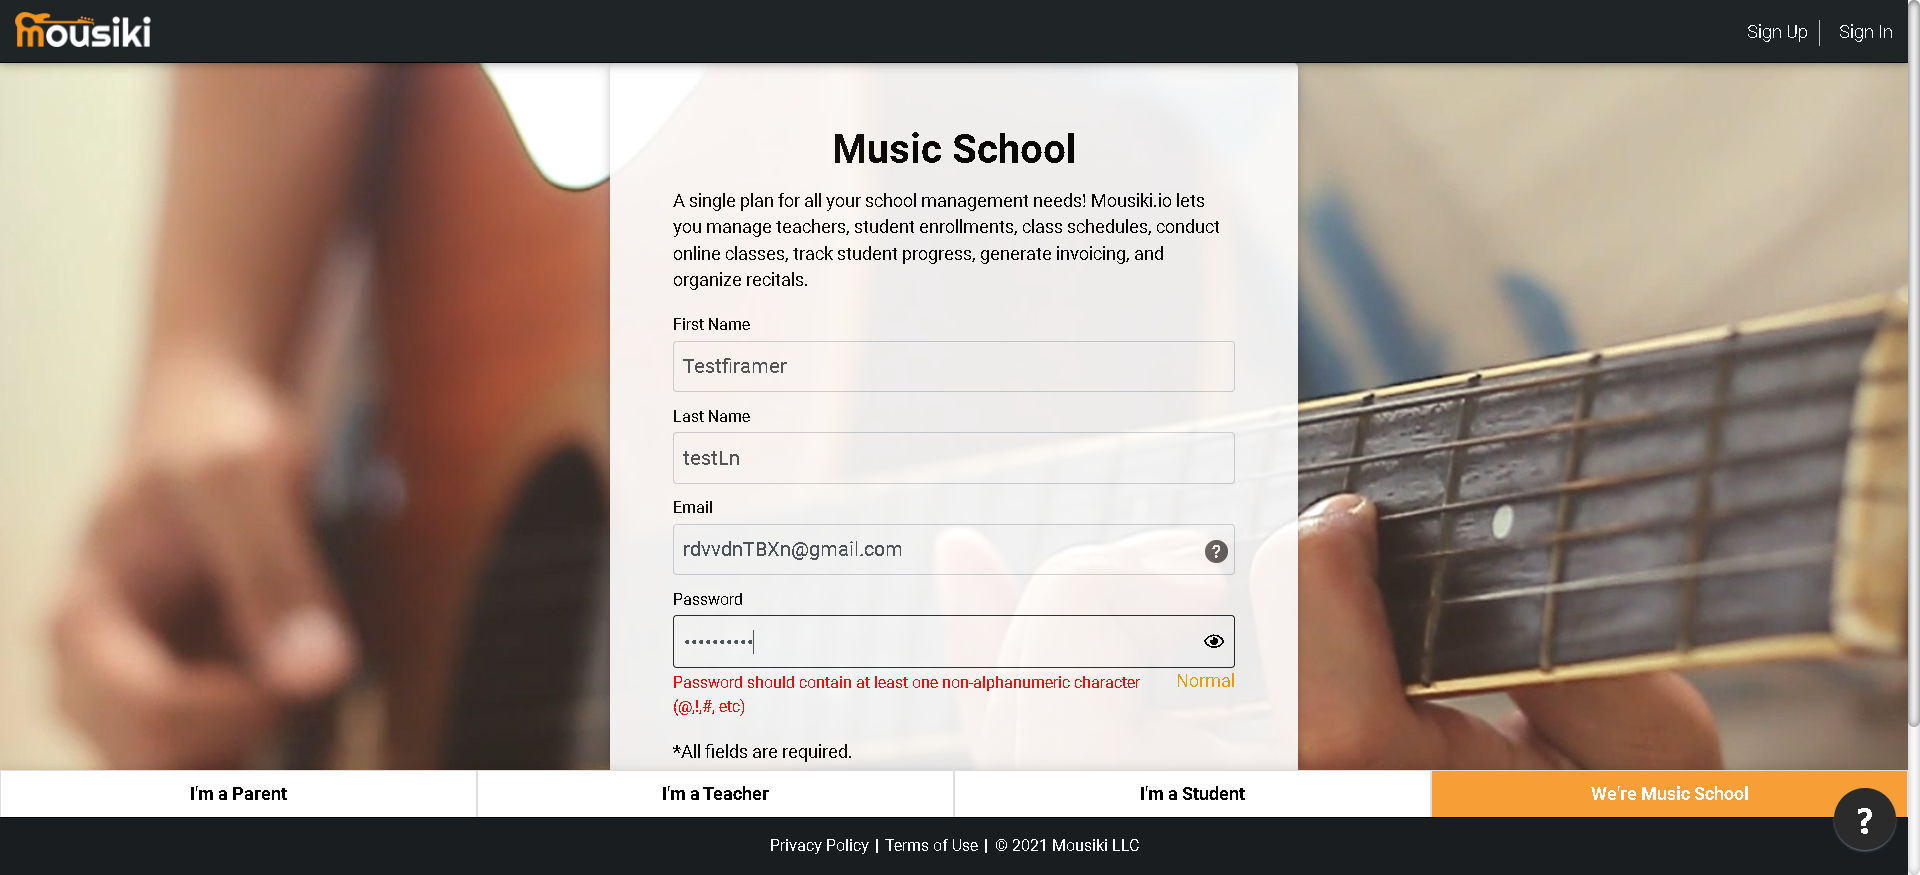 mousiki
Sign Up
Sign In
Music School
A single plan for all your school management needs! Mousiki.io lets
you manage teachers, student enrollments, class schedules, conduct
online classes, track student progress, generate invoicing, and
organize recitals.
First Name
Testfiramer
Last Name
testLn
Email
rdvvdnTBXn@gmail.com
?
Password
••••••••••
Password should contain at least one non-alphanumeric character
(@,!,#, etc)
Normal
*All fields are required.
I'm a Parent
I'm a Teacher
I'm a Student
We're Music School
?
Privacy Policy | Terms of Use | © 2021 Mousiki LLC